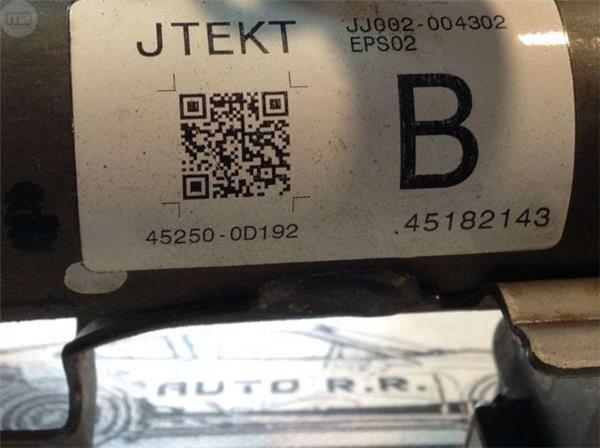 JTEKT
JJ002-004302
EPS02
B
45250-0D192
.45182143
AUTO R.R.